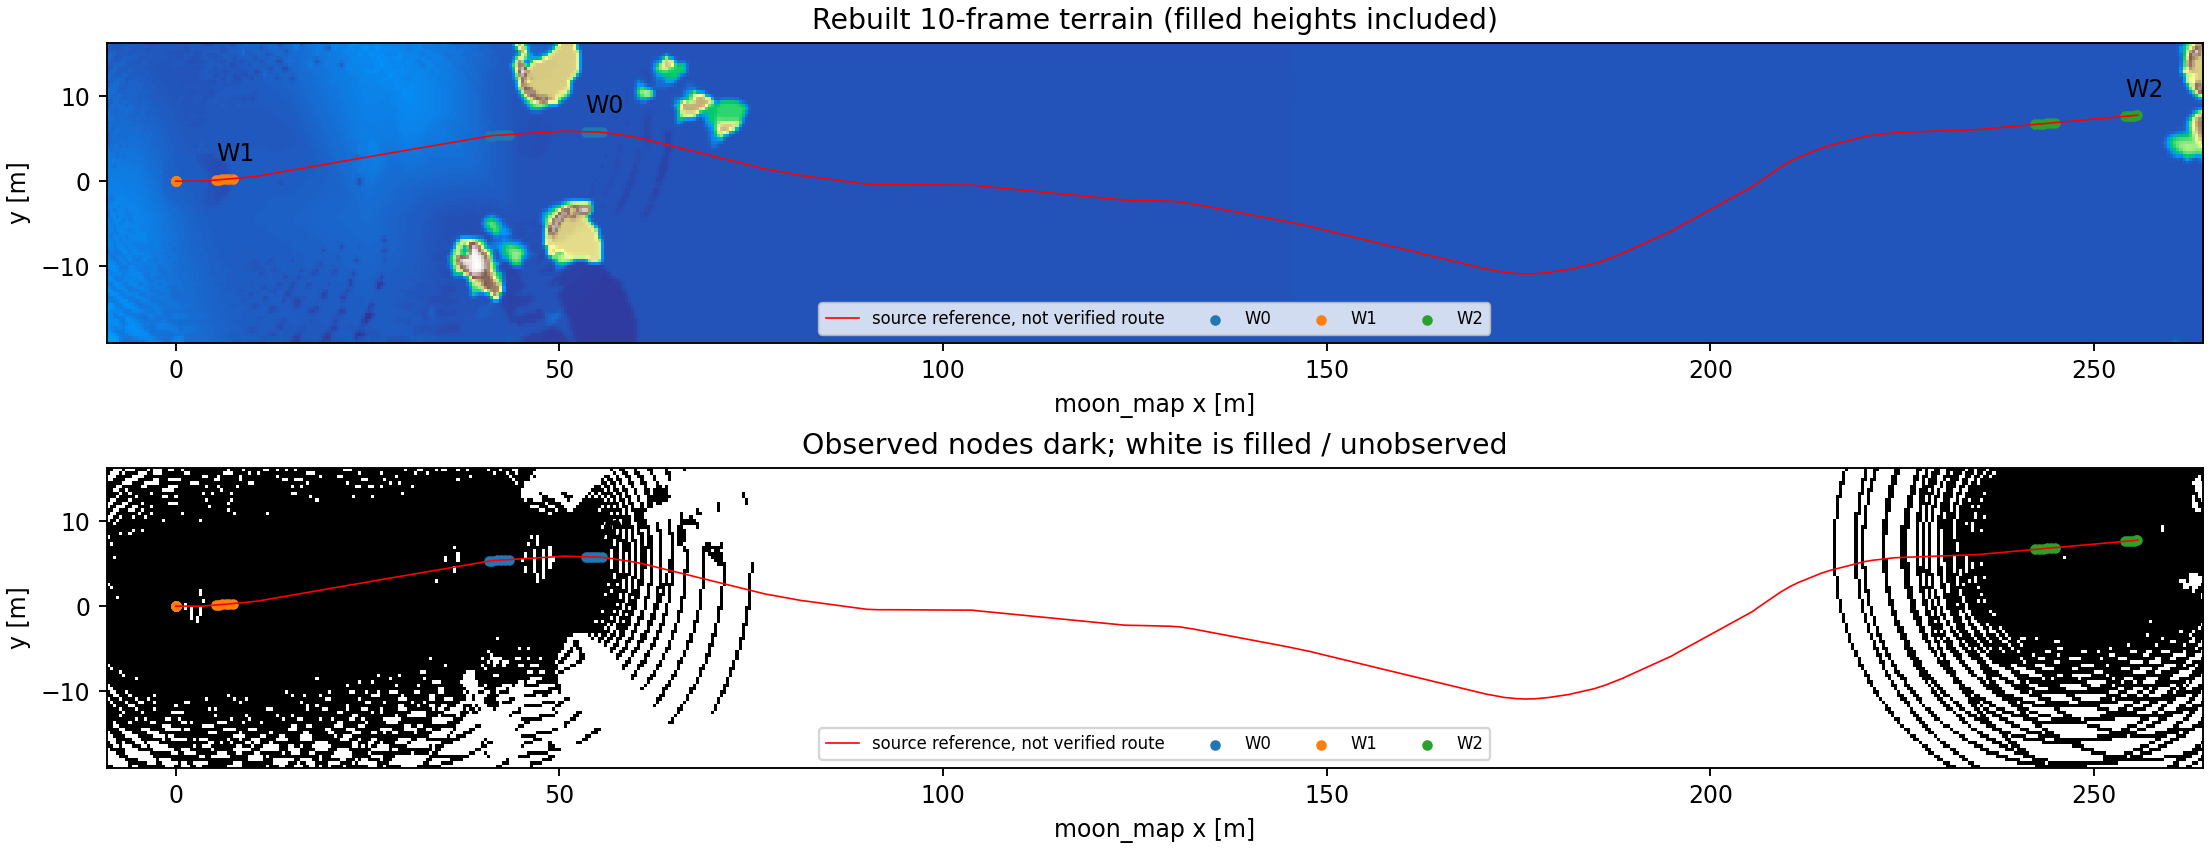 Rebuilt 10-frame terrain (filled heights included)
y [m]
10
0
−10
W1
W0
W2
source reference, not verified route W0 W1 W2
0 50 100 150 200 250
moon_map x [m]
Observed nodes dark; white is filled / unobserved
y [m]
10
0
−10
source reference, not verified route W0 W1 W2
0 50 100 150 200 250
moon_map x [m]